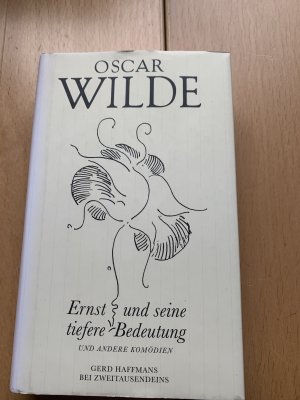 OSCAR
WILDE
Ernst und seine
tiefere Bedeutung
UND ANDERE KOMÖDIEN
GERD HAFFMANS
BEI ZWEITAUSENDEINS